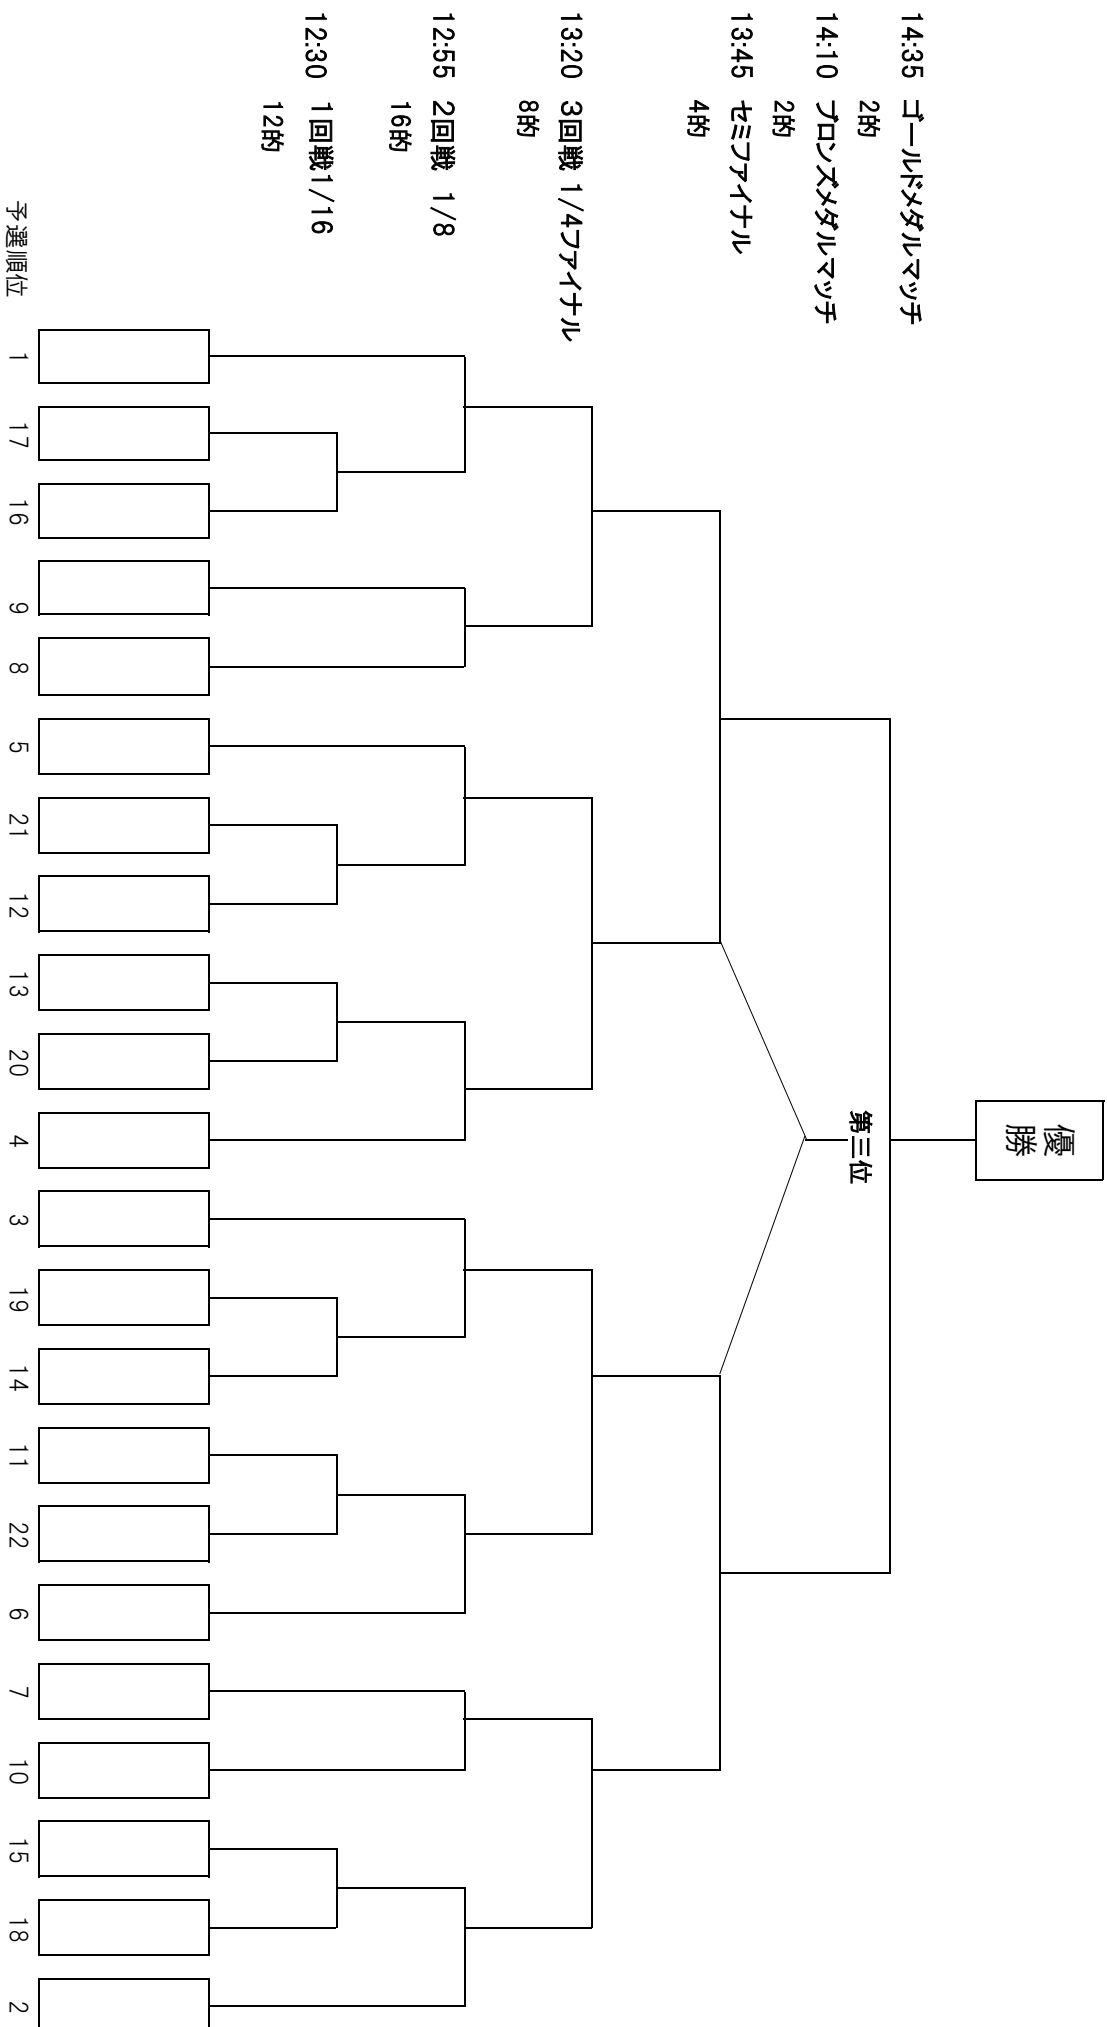 14:35 ゴールドメダルマッチ
2的
14:10 ブロンズメダルマッチ
2的
13:45 セミファイナル
4的
13:20 3回戦 1/4ファイナル
8的
12:55 2回戦 1/8
16的
12:30 1回戦1/16
12的
優勝
第三位
予選順位 1 17 16 9 8 5 21 12 13 20 4 3 19 14 11 22 6 7 10 15 18 2